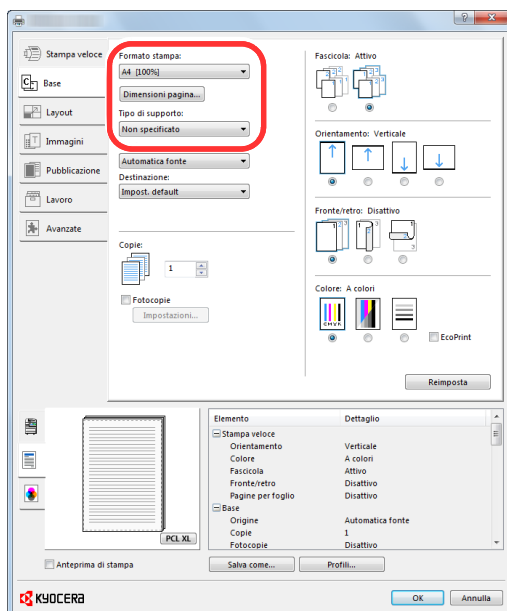 Stampa veloce
Base
Layout
Immagini
Pubblicazione
Lavoro
Avanzate
Formato stampa:
A4 [100%]
Dimensioni pagina...
Tipo di supporto:
Non specificato
Automatica fonte
Destinazione:
Impost. default
Copie:
1
Fotocopie
Impostazioni...
Fascicola: Attivo
Orientamento: Verticale
Fronte/retro: Disattivo
Colore: A colori
CMYK
EcoPrint
Reimposta
PCL XL
Anteprima di stampa
Elemento Dettaglio
Stampa veloce
Orientamento Verticale
Colore A colori
Fascicola Attivo
Fronte/retro Disattivo
Pagine per foglio Disattivo
Base
Origine Automatica fonte
Copie 1
Fotocopie Disattivo
Salva come... Profili...
KYOCERA
OK Annulla